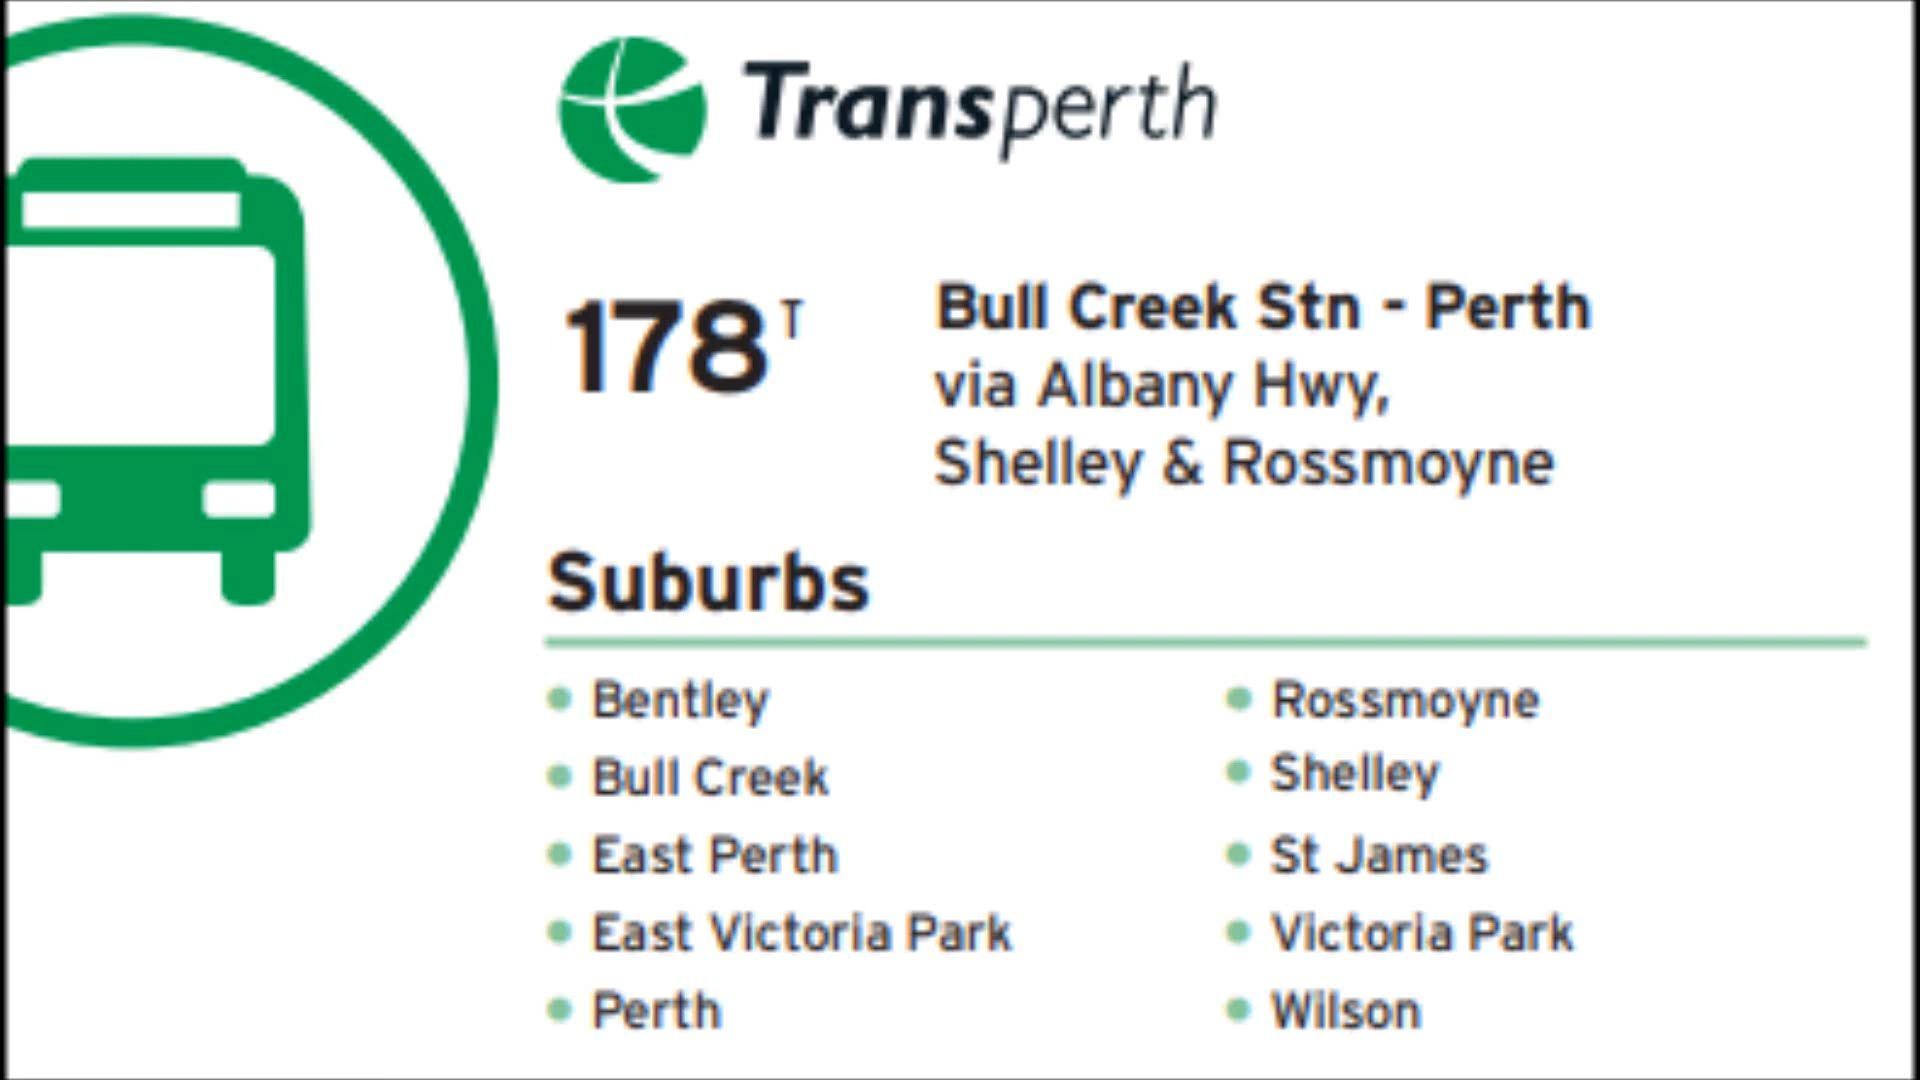 Transperth
178 T
Bull Creek Stn - Perth
via Albany Hwy,
Shelley & Rossmoyne
Suburbs
Bentley
Bull Creek
East Perth
East Victoria Park
Perth
Rossmoyne
Shelley
St James
Victoria Park
Wilson